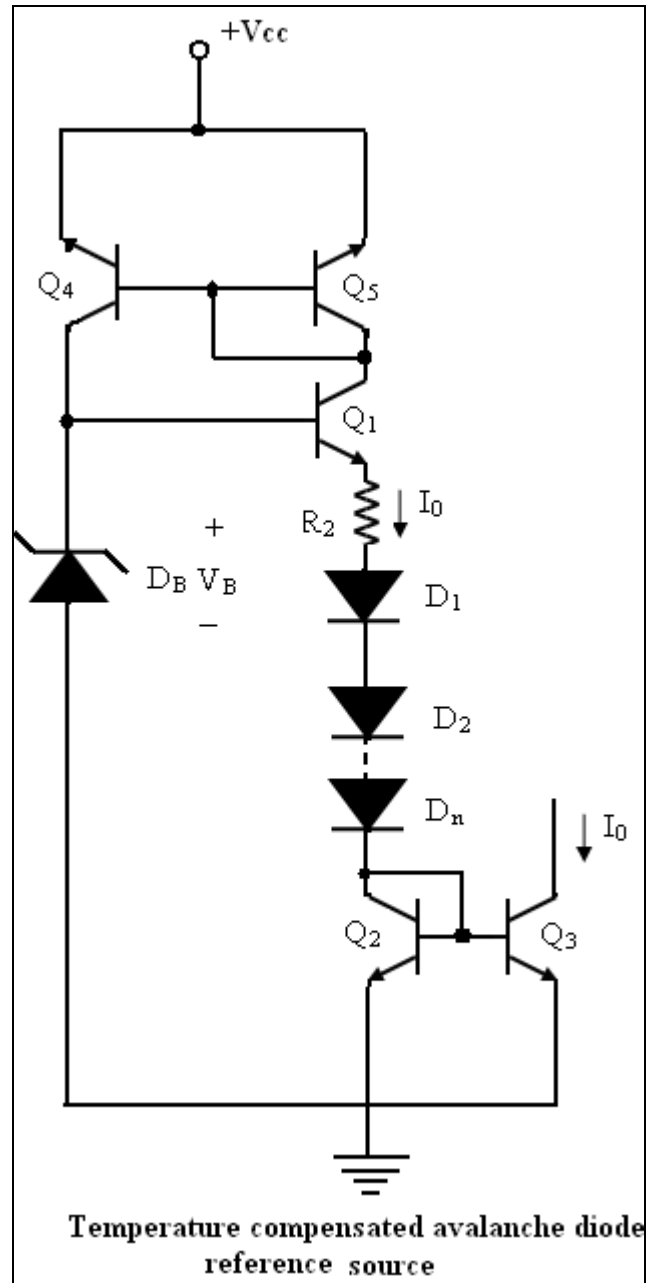 +Vcc
Q4
Q5
Q1
R2
I0
+
DB VB
−
D1
D2
Dn
I0
Q2
Q3
Temperature compensated avalanche diode
reference source